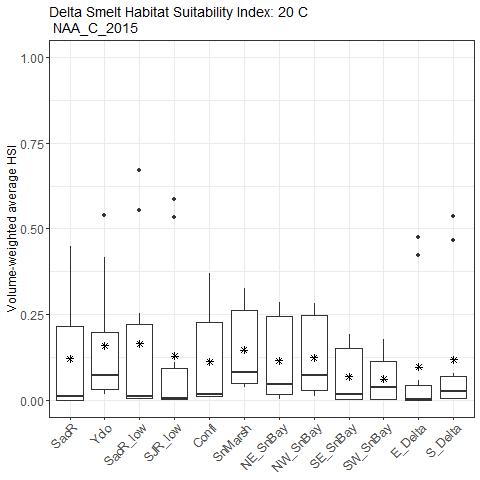 Delta Smelt Habitat Suitability Index: 20 C
NAA_C_2015
Volume-weighted average HSI
1.00
0.75
0.50
0.25
0.00
SacR
Yolo
SacR_low
SJR_low
Confl
SnMarsh
NE_SnBay
NW_SnBay
SE_SnBay
SW_SnBay
E_Delta
S_Delta